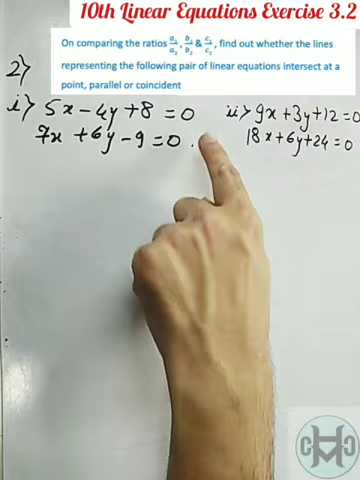 10th Linear Equations Exercise 3.2
On comparing the ratios a₁/a₂, b₁/b₂ & c₁/c₂, find out whether the lines
representing the following pair of linear equations intersect at a
point, parallel or coincident
2)
i) 5x - 4y + 8 = 0
7x + 6y - 9 = 0 .
ii) 9x + 3y + 12 = 0
18x + 6y + 24 = 0